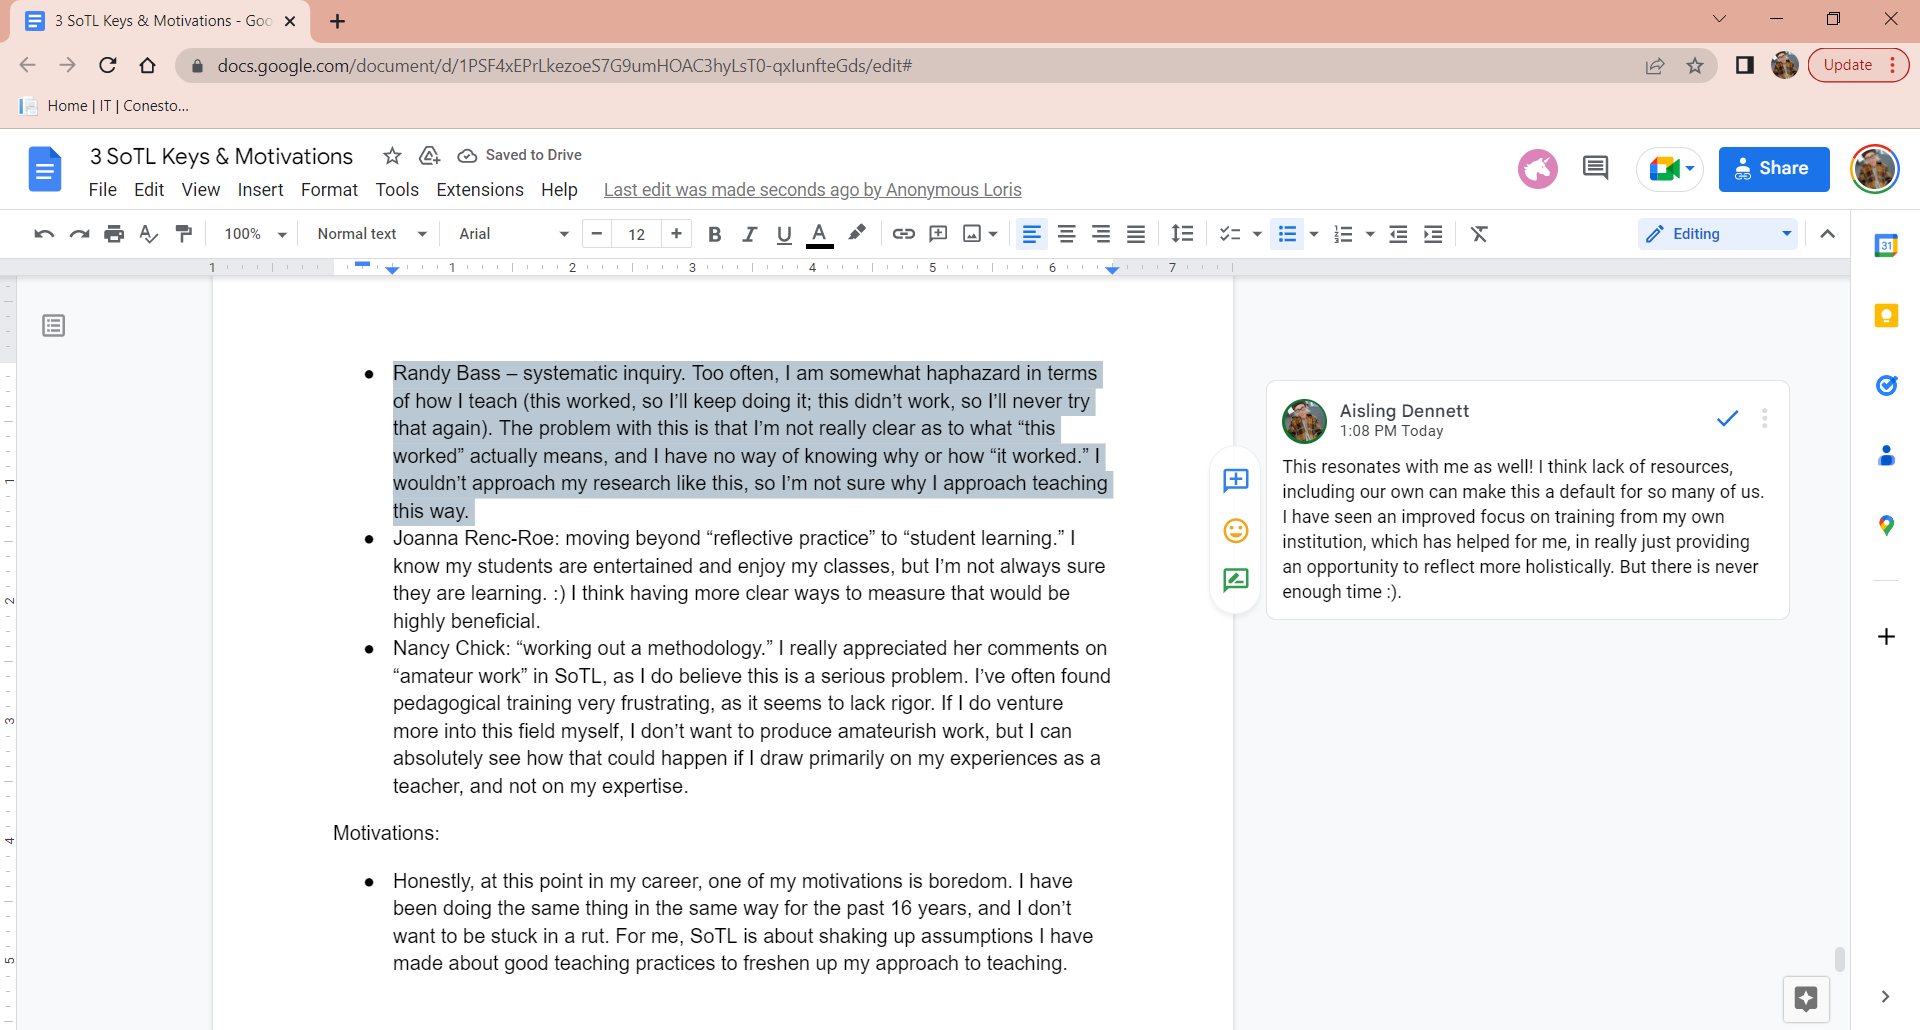 3 SoTL Keys & Motivations - Goo
docs.google.com/document/d/1PSF4xEPrLkezoeS7G9umHOAC3hyLsT0-qxIunfteGds/edit#
Update
Home | IT | Conesto...
3 SoTL Keys & Motivations
Saved to Drive
Share
File Edit View Insert Format Tools Extensions Help Last edit was made seconds ago by Anonymous Loris
100% Normal text Arial 12 B I U A Editing
1 1 2 3 4 5 6 7
31
● Randy Bass – systematic inquiry. Too often, I am somewhat haphazard in terms
of how I teach (this worked, so I’ll keep doing it; this didn’t work, so I’ll never try
that again). The problem with this is that I’m not really clear as to what “this
worked” actually means, and I have no way of knowing why or how “it worked.” I
wouldn’t approach my research like this, so I’m not sure why I approach teaching
this way.
● Joanna Renc-Roe: moving beyond “reflective practice” to “student learning.” I
know my students are entertained and enjoy my classes, but I’m not always sure
they are learning. :) I think having more clear ways to measure that would be
highly beneficial.
● Nancy Chick: “working out a methodology.” I really appreciated her comments on
“amateur work” in SoTL, as I do believe this is a serious problem. I’ve often found
pedagogical training very frustrating, as it seems to lack rigor. If I do venture
more into this field myself, I don’t want to produce amateurish work, but I can
absolutely see how that could happen if I draw primarily on my experiences as a
teacher, and not on my expertise.
Motivations:
● Honestly, at this point in my career, one of my motivations is boredom. I have
been doing the same thing in the same way for the past 16 years, and I don’t
want to be stuck in a rut. For me, SoTL is about shaking up assumptions I have
made about good teaching practices to freshen up my approach to teaching.
Aisling Dennett
1:08 PM Today
This resonates with me as well! I think lack of resources,
including our own can make this a default for so many of us.
I have seen an improved focus on training from my own
institution, which has helped for me, in really just providing
an opportunity to reflect more holistically. But there is never
enough time :).
1
2
3
4
5